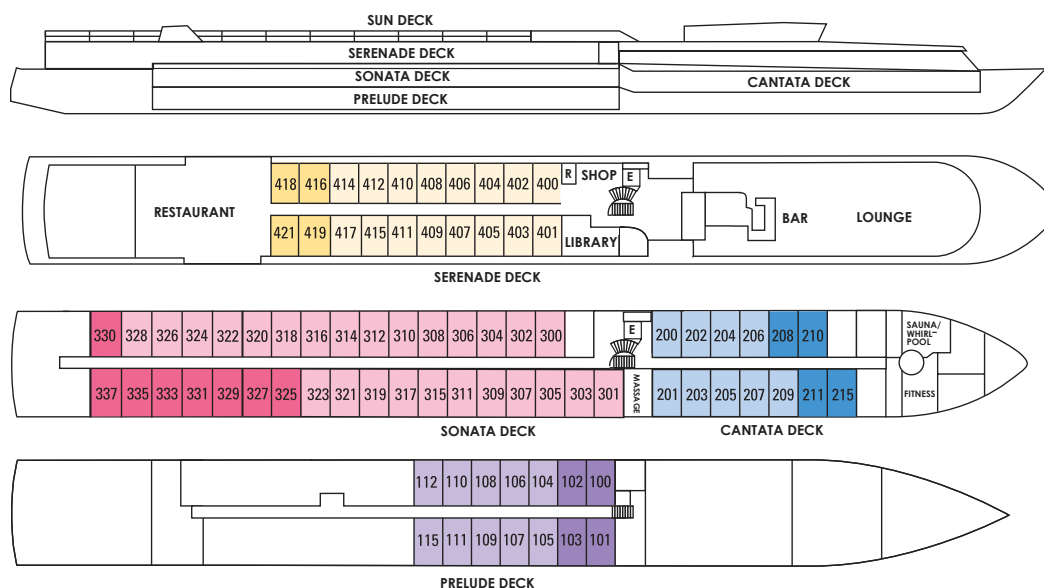 SUN DECK
SERENADE DECK
SONATA DECK
CANTATA DECK
PRELUDE DECK
418 416 414 412 410 408 406 404 402 400 R SHOP E
RESTAURANT BAR LOUNGE
421 419 417 415 411 409 407 405 403 401 LIBRARY
SERENADE DECK
330 328 326 324 322 320 318 316 314 312 310 308 306 304 302 300 E 200 202 204 206 208 210 SAUNA/
WHIRL-
POOL
337 335 333 331 329 327 325 323 321 319 317 315 311 309 307 305 303 301 MASSAGE 201 203 205 207 209 211 215 FITNESS
SONATA DECK CANTATA DECK
112 110 108 106 104 102 100
115 111 109 107 105 103 101
PRELUDE DECK